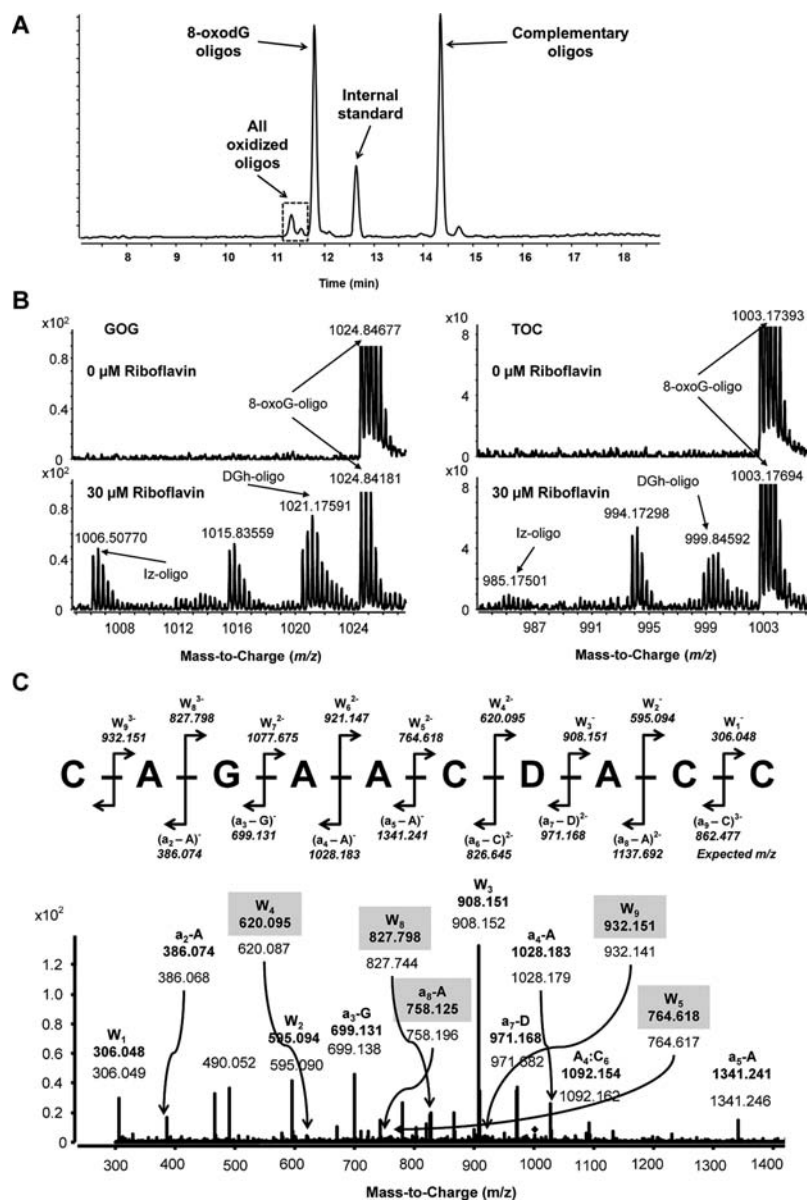 A
8-oxodG
oligos
Complementary
oligos
Internal
standard
All
oxidized
oligos
8 9 10 11 12 13 14 15 16 17 18
Time (min)
B
x10²
GOG
1024.84677
0.8
0 µM Riboflavin
8-oxoG-oligo
0.4
0
x10²
1024.84181
30 µM Riboflavin
DGh-oligo
1021.17591
0.8
1006.50770
1015.83559
Iz-oligo
0.4
0
1008 1012 1016 1020 1024
Mass-to-Charge (m/z)
x10
TOC
1003.17393
8
0 µM Riboflavin
8-oxoG-oligo
4
0
x10
1003.17694
30 µM Riboflavin
DGh-oligo
8
994.17298
999.84592
Iz-oligo
4
985.17501
0
987 991 995 999 1003
Mass-to-Charge (m/z)
C
W₉³⁻ 932.151
W₈³⁻ 827.798
W₇²⁻ 1077.675
W₆²⁻ 921.147
W₅²⁻ 764.618
W₄²⁻ 620.095
W₃⁻ 908.151
W₂⁻ 595.094
W₁⁻ 306.048
C A G A A C D A C C
(a₂ – A)⁻ 386.074
(a₃ – G)⁻ 699.131
(a₄ – A)⁻ 1028.183
(a₅ – A)⁻ 1341.241
(a₆ – C)²⁻ 826.645
(a₇ – D)²⁻ 971.168
(a₈ – A)²⁻ 1137.692
(a₉ – C)³⁻ 862.477
Expected m/z
x10²
W₁ 306.048 306.049
a₂-A 386.074 386.068
490.052
W₄ 620.095 620.087
W₂ 595.094 595.090
a₃-G 699.131 699.138
W₈ 827.798 827.744
a₈-A 758.125 758.196
W₃ 908.151 908.152
a₇-D 971.168
a₄-A 1028.183 1028.179
W₉ 932.151 932.141
A₄:C₆ 1092.154 1092.162
W₅ 764.618 764.617
a₅-A 1341.241 1341.246
1.2
1.0
0.8
0.6
0.4
0.2
0
300 400 500 600 700 800 900 1000 1100 1200 1300 1400
Mass-to-Charge (m/z)